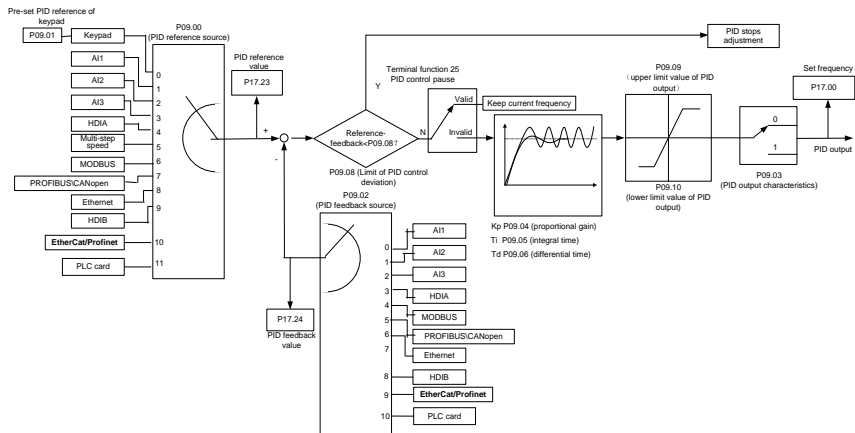 Pre-set PID reference of
keypad
P09.01
Keypad
AI1
AI2
AI3
HDIA
Multi-step
speed
MODBUS
PROFIBUS\CANopen
Ethernet
HDIB
EtherCat/Profinet
PLC card
P09.00
(PID reference source)
0
1
2
3
4
5
6
7
8
9
10
11
PID reference
value
P17.23
+
-
P17.24
PID feedback
value
Reference-
feedback<P09.08?
Y
N
P09.08 (Limit of PID control
deviation)
PID stops
adjustment
Terminal function 25
PID control pause
Valid
Invalid
Keep current frequency
Kp P09.04 (proportional gain)
Ti P09.05 (integral time)
Td P09.06 (differential time)
P09.09
(upper limit value of PID
output)
P09.10
(lower limit value of PID
output)
0
1
P09.03
(PID output characteristics)
Set frequency
P17.00
PID output
P09.02
(PID feedback source)
0
1
2
3
4
5
6
7
8
9
10
AI1
AI2
AI3
HDIA
MODBUS
PROFIBUS\CANopen
Ethernet
HDIB
EtherCat/Profinet
PLC card